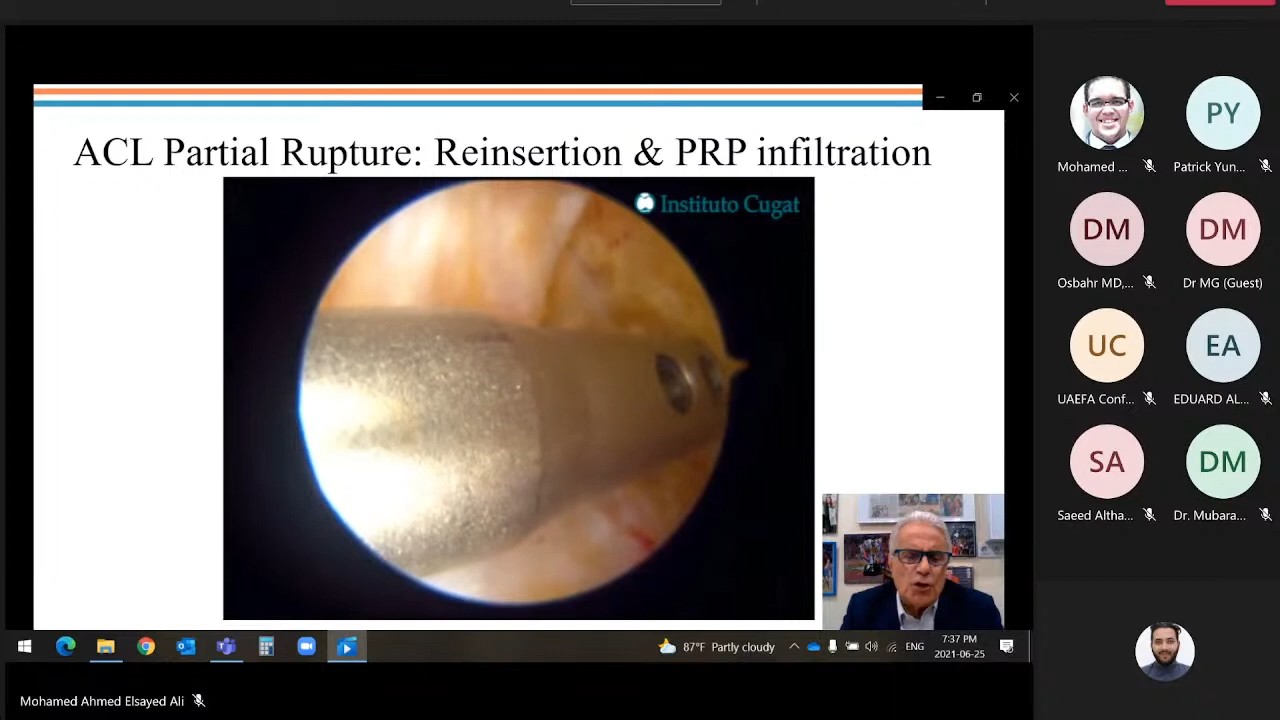 ACL Partial Rupture: Reinsertion & PRP infiltration
Instituto Cugat
Mohamed ...
PY
Patrick Yun...
DM
Osbahr MD,...
DM
Dr MG (Guest)
UC
UAEFA Conf...
EA
EDUARD AL...
SA
Saeed Altha...
DM
Dr. Mubara...
87°F Partly cloudy
ENG
7:37 PM
2021-06-25
Mohamed Ahmed Elsayed Ali